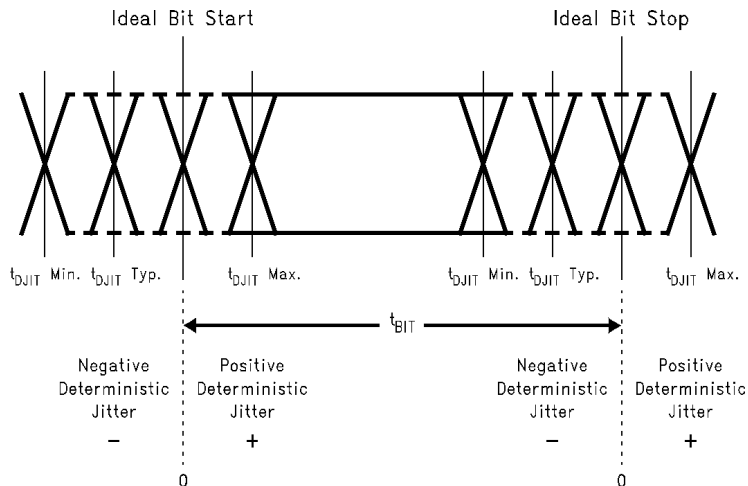 Ideal Bit Start
Ideal Bit Stop
tDJIT Min.
tDJIT Typ.
tDJIT Max.
tDJIT Min.
tDJIT Typ.
tDJIT Max.
tBIT
Negative
Deterministic
Jitter
−
Positive
Deterministic
Jitter
+
Negative
Deterministic
Jitter
−
Positive
Deterministic
Jitter
+
0
0